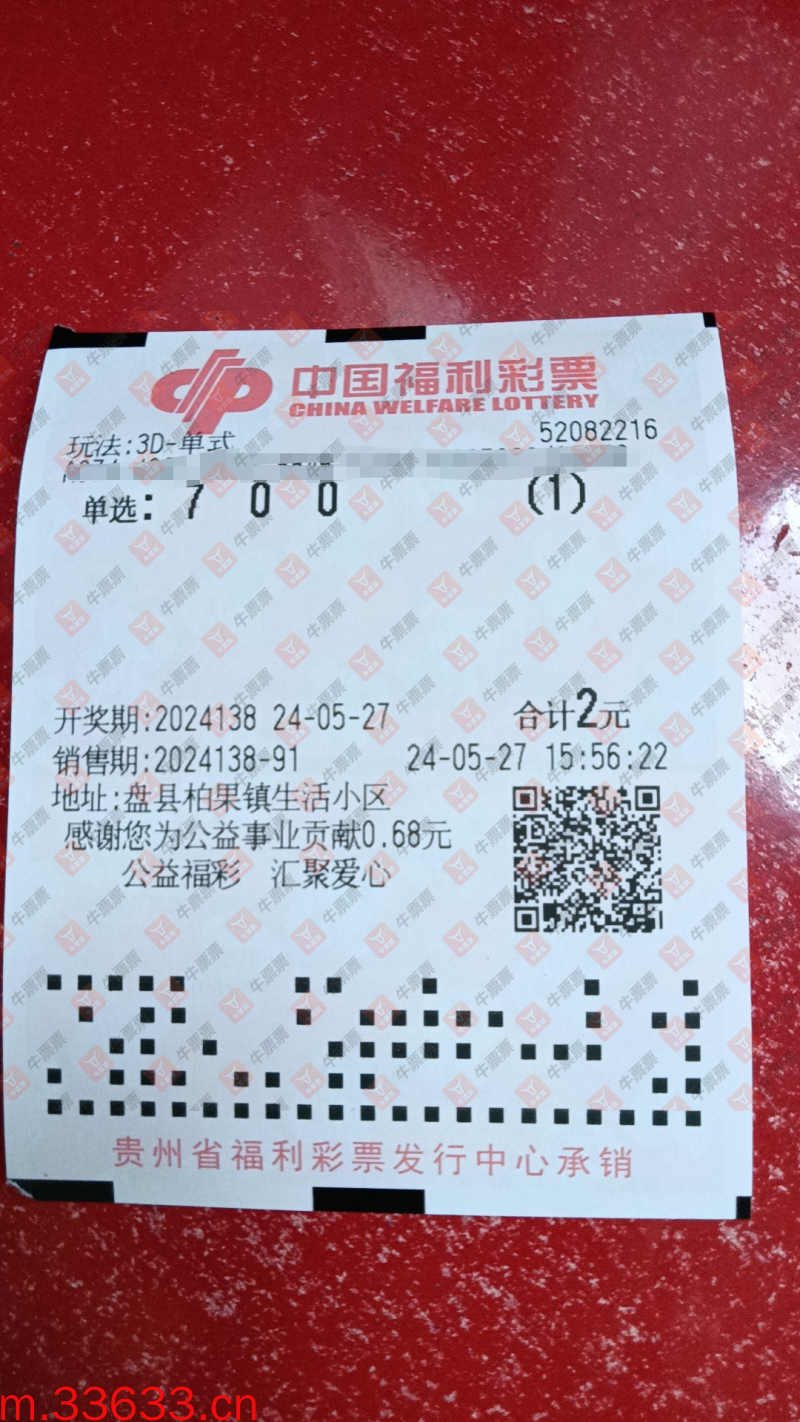 中国福利彩票
CHINA WELFARE LOTTERY
玩法:3D-单式 52082216
单选: 7 0 0 (1)
开奖期:2024138 24-05-27 合计2元
销售期:2024138-91 24-05-27 15:56:22
地址:盘县柏果镇生活小区
感谢您为公益事业贡献0.68元
公益福彩 汇聚爱心
贵州省福利彩票发行中心承销
牛票票
m.33633.cn